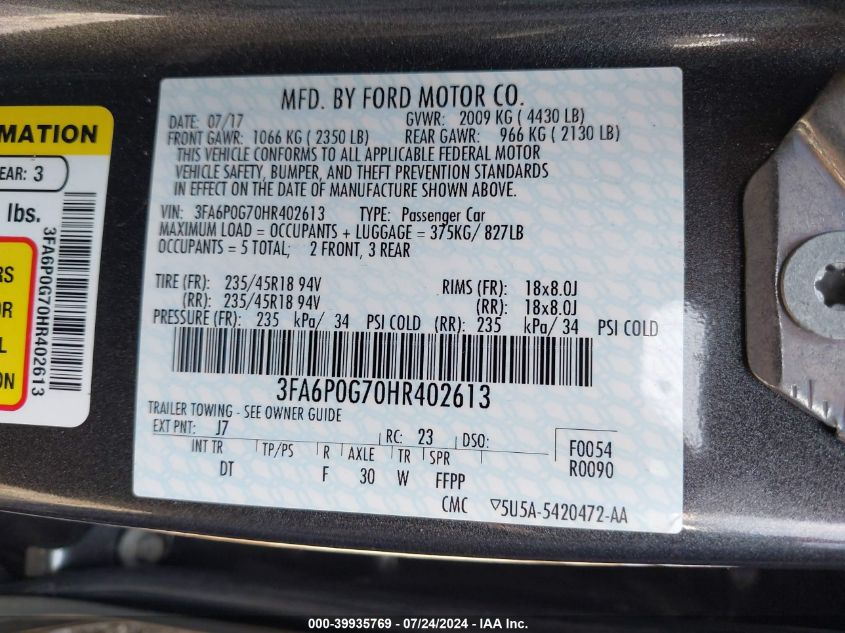 MFD. BY FORD MOTOR CO.
DATE: 07/17 GVWR: 2009 KG ( 4430 LB)
FRONT GAWR: 1066 KG ( 2350 LB) REAR GAWR: 966 KG ( 2130 LB)
THIS VEHICLE CONFORMS TO ALL APPLICABLE FEDERAL MOTOR
VEHICLE SAFETY, BUMPER, AND THEFT PREVENTION STANDARDS
IN EFFECT ON THE DATE OF MANUFACTURE SHOWN ABOVE.
VIN: 3FA6P0G70HR402613 TYPE: Passenger Car
MAXIMUM LOAD = OCCUPANTS + LUGGAGE = 375KG/ 827LB
OCCUPANTS = 5 TOTAL; 2 FRONT, 3 REAR
TIRE (FR): 235/45R18 94V RIMS (FR): 18x8.0J
(RR): 235/45R18 94V (RR): 18x8.0J
PRESSURE (FR): 235 kPa/ 34 PSI COLD (RR): 235 kPa/ 34 PSI COLD
3FA6P0G70HR402613
TRAILER TOWING - SEE OWNER GUIDE
EXT PNT: J7 RC: 23 DSO:
INT TR TP/PS R AXLE TR SPR
DT F 30 W FFPP
F0054
R0090
CMC ▽5U5A-5420472-AA
MATION
EAR: 3
lbs.
RS
OR
L
ON
3FA6P0G70HR402613
000-39935769 / 07/24/2024 - IAA Inc.